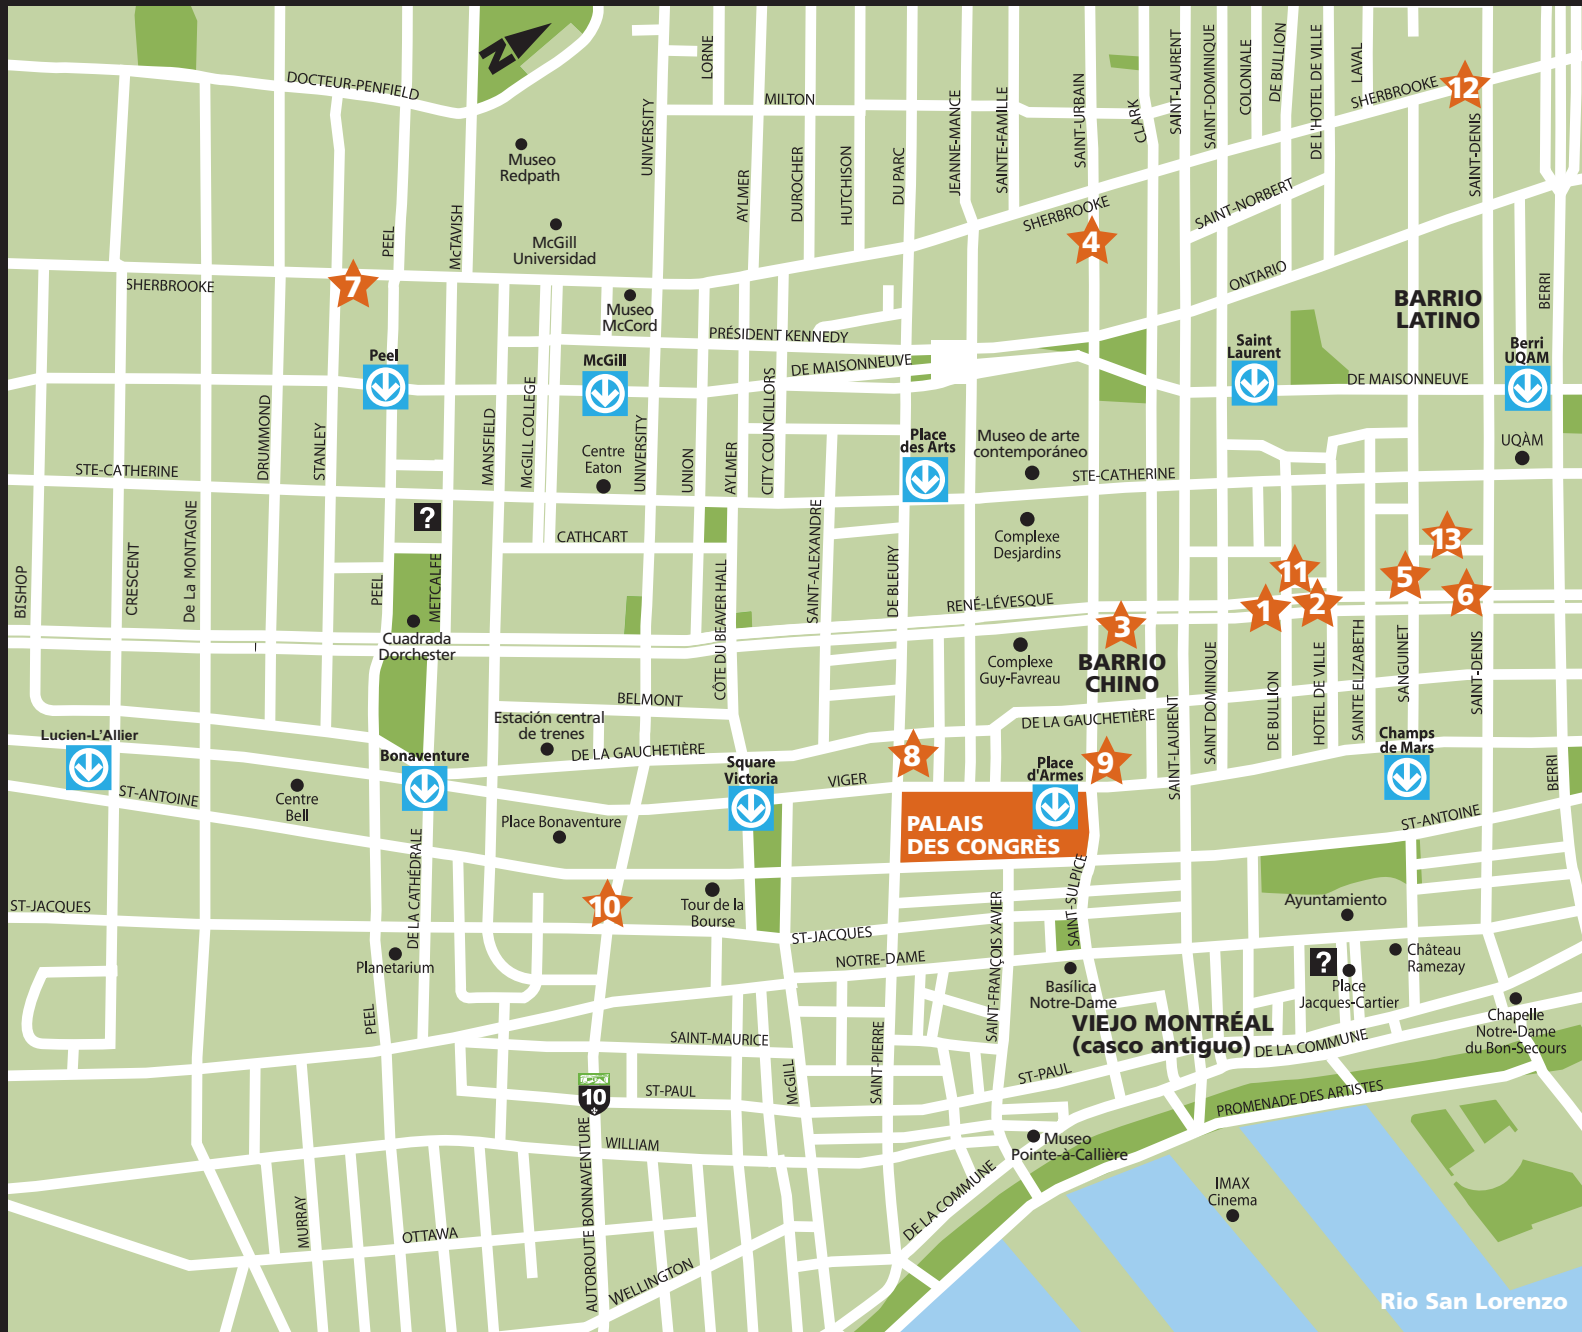 N
DOCTEUR-PENFIELD
LORNE
MILTON
UNIVERSITY
AYLMER
DUROCHER
HUTCHISON
DU PARC
JEANNE-MANCE
SAINTE-FAMILLE
SAINT-URBAIN
CLARK
SAINT-LAURENT
SAINT-DOMINIQUE
COLONIALE
DE BULLION
DE L'HOTEL DE VILLE
LAVAL
SHERBROOKE
12
SAINT-DENIS
Museo
Redpath
McGill
Universidad
PEEL
McTAVISH
SHERBROOKE
4
SAINT-NORBERT
ONTARIO
SHERBROOKE
7
Museo
McCord
PRÉSIDENT KENNEDY
BARRIO
LATINO
BERRI
Peel
McGill
DE MAISONNEUVE
Saint
Laurent
DE MAISONNEUVE
Berri
UQAM
DRUMMOND
STANLEY
MANSFIELD
McGILL COLLEGE
Centre
Eaton
UNIVERSITY
UNION
AYLMER
CITY COUNCILLORS
Place
des Arts
Museo de arte
contemporáneo
UQÀM
STE-CATHERINE
STE-CATHERINE
?
CATHCART
Complexe
Desjardins
13
11
5
6
1
2
BISHOP
CRESCENT
De La MONTAGNE
PEEL
METCALFE
CÔTE DU BEAVER HALL
SAINT-ALEXANDRE
DE BLEURY
RENÉ-LÉVESQUE
3
Cuadrada
Dorchester
Complexe
Guy-Favreau
BARRIO
CHINO
SAINT-LAURENT
SAINT DOMINIQUE
DE BULLION
HOTEL DE VILLE
SAINTE ELIZABETH
SANGUINET
SAINT-DENIS
BELMONT
Estación central
de trenes
DE LA GAUCHETIÈRE
DE LA GAUCHETIÈRE
Lucien-L'Allier
Bonaventure
Square
Victoria
8
Place
d'Armes
9
Champs
de Mars
BERRI
VIGER
ST-ANTOINE
Centre
Bell
Place Bonaventure
PALAIS
DES CONGRÈS
ST-ANTOINE
DE LA CATHÉDRALE
ST-JACQUES
10
Tour de la
Bourse
ST-JACQUES
NOTRE-DAME
SAINT-FRANÇOIS XAVIER
SAINT-SULPICE
Ayuntamiento
Château
Ramezay
Planetarium
Basílica
Notre-Dame
?
Place
Jacques-Cartier
PEEL
SAINT-MAURICE
McGILL
SAINT-PIERRE
VIEJO MONTRÉAL
(casco antiguo)
DE LA COMMUNE
Chapelle
Notre-Dame
du Bon-Secours
ST-PAUL
10
ST-PAUL
PROMENADE DES ARTISTES
WILLIAM
Museo
Pointe-à-Callière
AUTOROUTE BONNAVENTURE
DE LA COMMUNE
IMAX
Cinema
MURRAY
OTTAWA
WELLINGTON
Rio San Lorenzo